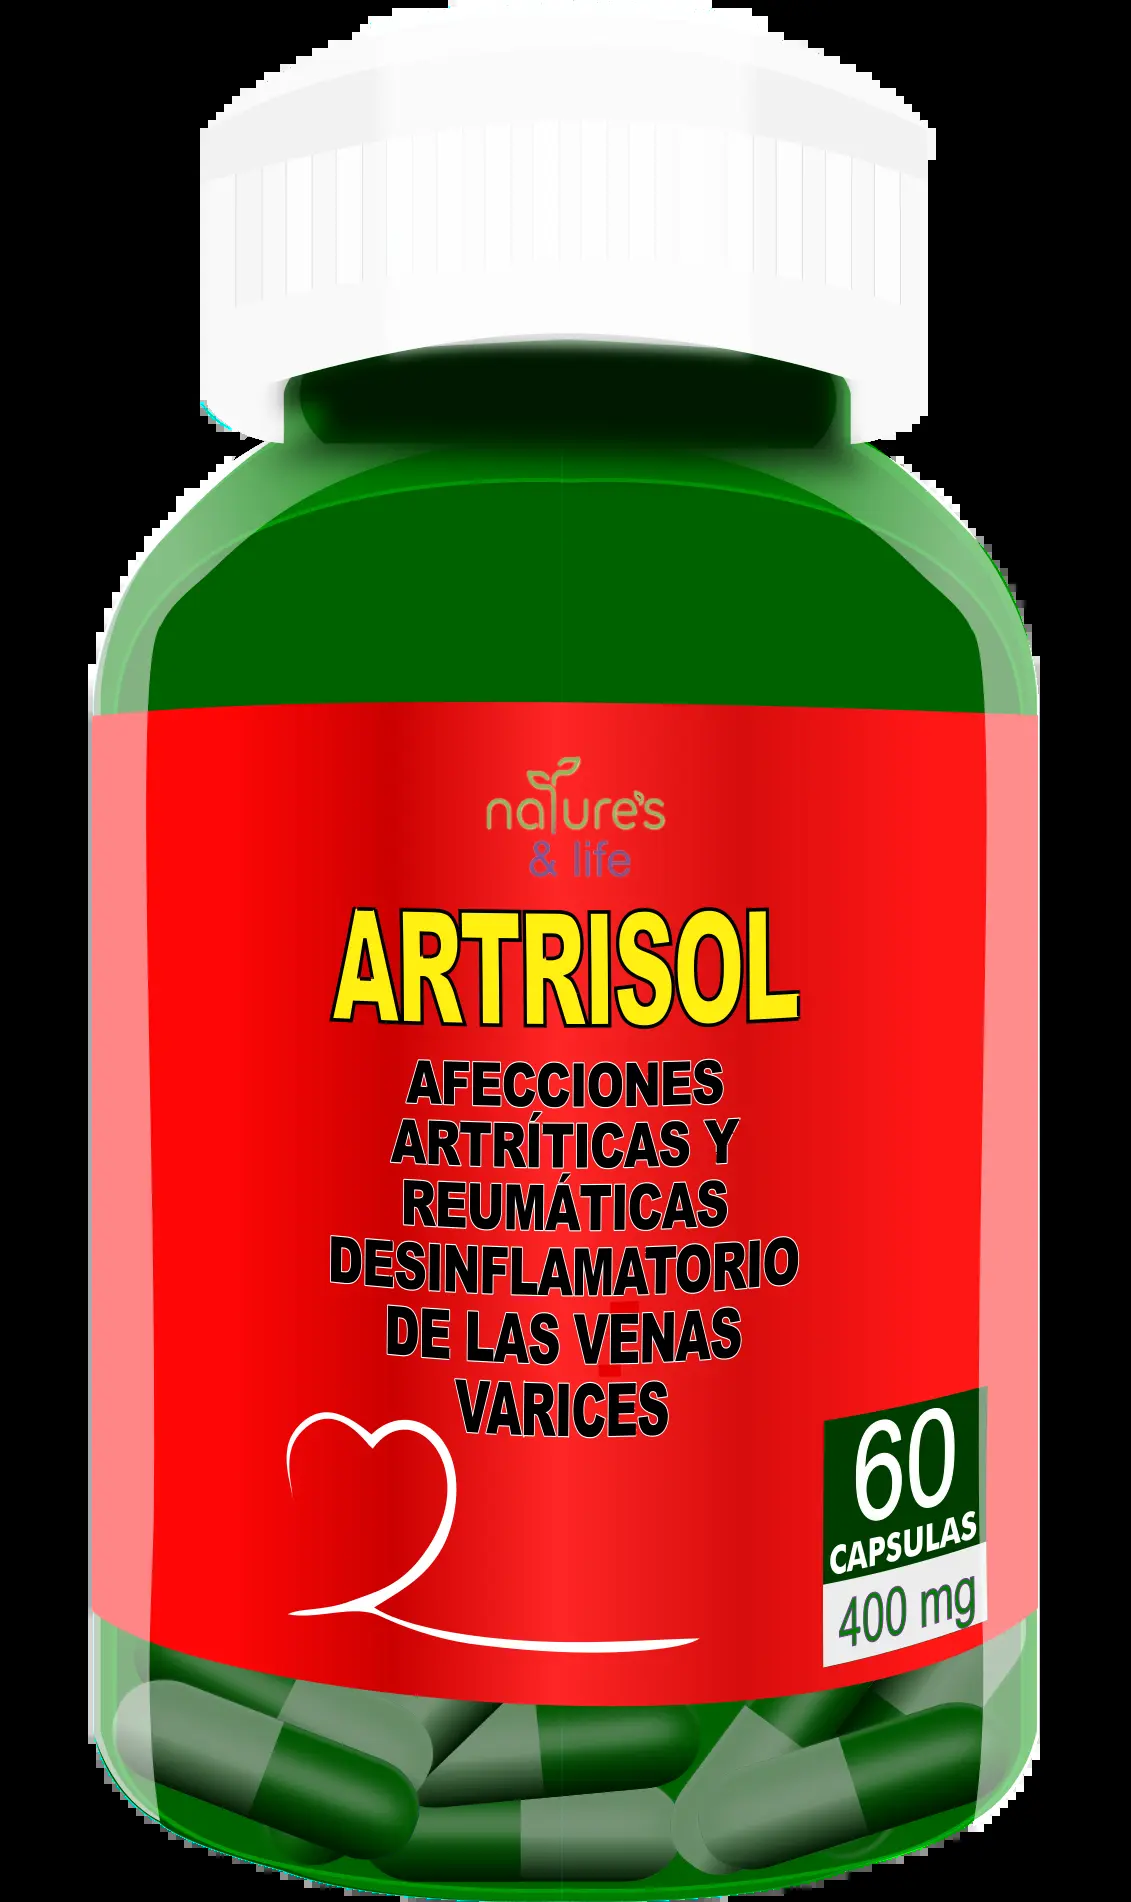 naTure's
& life
ARTRISOL
AFECCIONES
ARTRÍTICAS Y
REUMÁTICAS
DESINFLAMATORIO
DE LAS VENAS
VARICES
60
CAPSULAS
400 mg